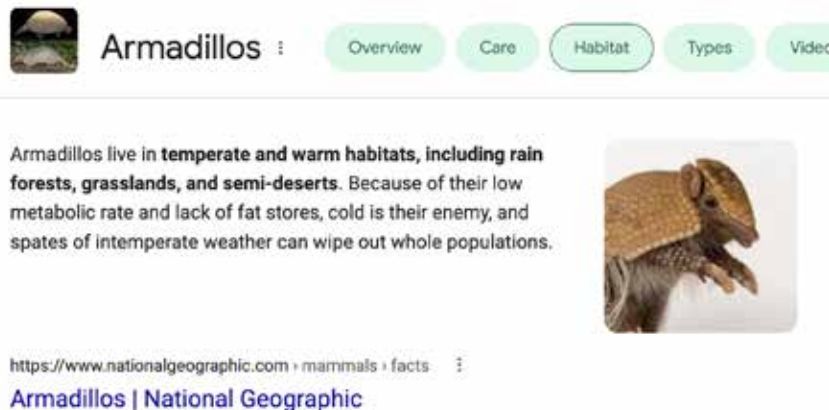 Armadillos
Overview
Care
Habitat
Types
Video
Armadillos live in temperate and warm habitats, including rain
forests, grasslands, and semi-deserts. Because of their low
metabolic rate and lack of fat stores, cold is their enemy, and
spates of intemperate weather can wipe out whole populations.
https://www.nationalgeographic.com › mammals › facts
Armadillos | National Geographic